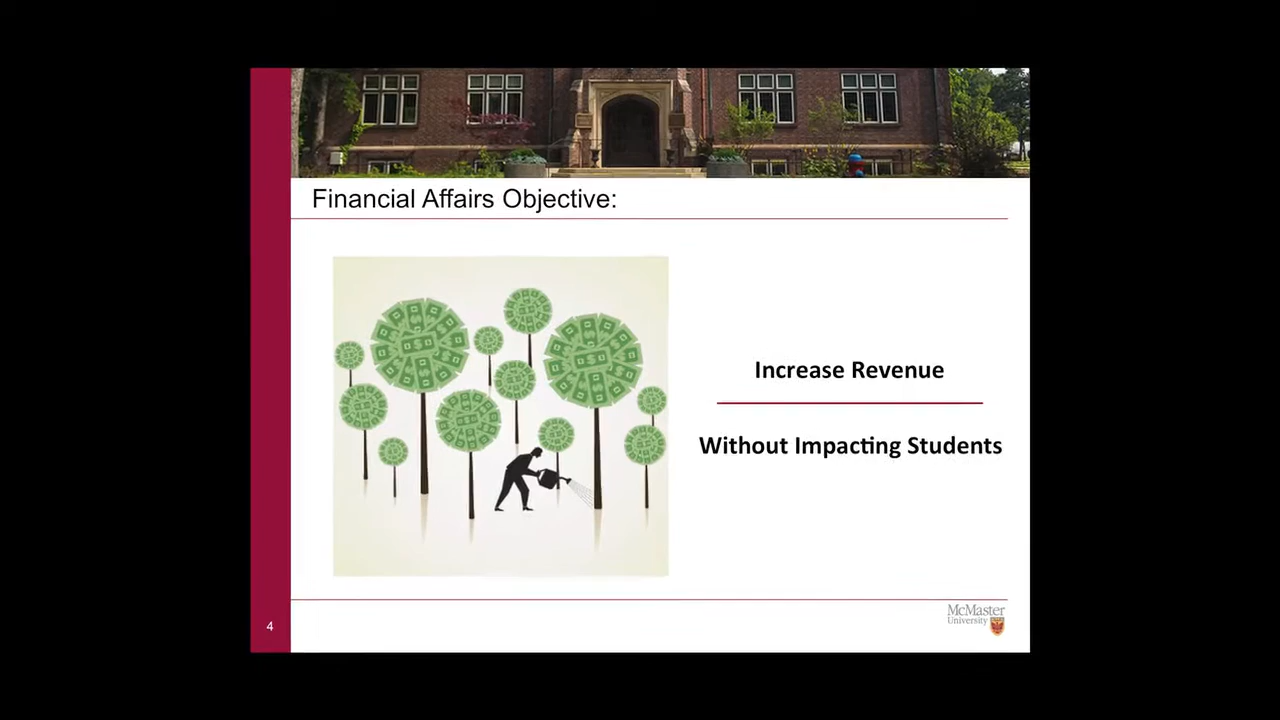 Financial Affairs Objective:
Increase Revenue
Without Impacting Students
4
McMaster
University